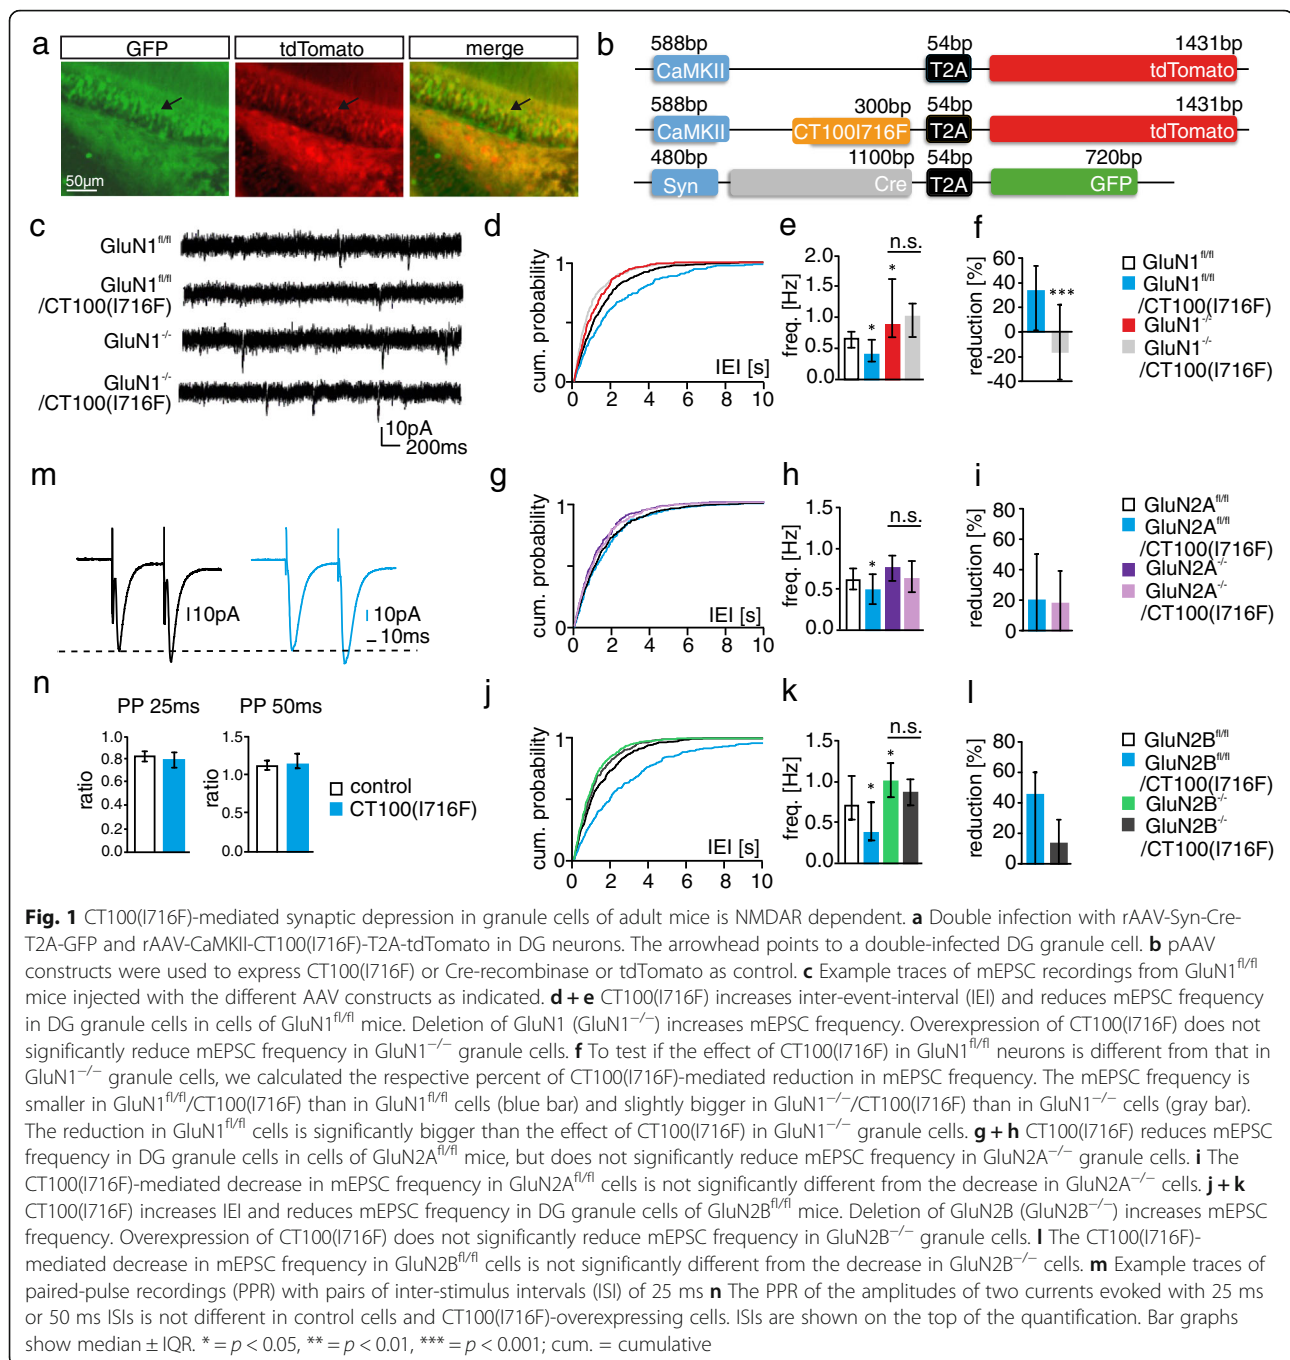 a
GFP
tdTomato
merge
50µm
b
588bp
54bp
1431bp
CaMKII
T2A
tdTomato
588bp
300bp
54bp
1431bp
CaMKII
CT100I716F
T2A
tdTomato
480bp
1100bp
54bp
720bp
Syn
Cre
T2A
GFP
c
GluN1fl/fl
GluN1fl/fl
/CT100(I716F)
GluN1-/-
GluN1-/-
/CT100(I716F)
10pA
200ms
d
cum. probability
1
0
IEI [s]
0 2 4 6 8 10
e
n.s.
freq. [Hz]
2.0
1.5
1.0
0.5
0.0
*
*
f
reduction [%]
60
40
20
0
-20
-40
***
GluN1fl/fl
GluN1fl/fl
/CT100(I716F)
GluN1-/-
GluN1-/-
/CT100(I716F)
m
10pA
10pA
10ms
g
cum. probability
1
0
IEI [s]
0 2 4 6 8 10
h
n.s.
freq. [Hz]
1.5
1.0
0.5
0.0
*
i
reduction [%]
80
60
40
20
0
GluN2Afl/fl
GluN2Afl/fl
/CT100(I716F)
GluN2A-/-
GluN2A-/-
/CT100(I716F)
n
PP 25ms
PP 50ms
ratio
1.0
0.8
0.6
0.4
0.2
0.0
ratio
1.5
1.0
0.5
0.0
control
CT100(I716F)
j
cum. probability
1
0
IEI [s]
0 2 4 6 8 10
k
n.s.
freq. [Hz]
1.5
1.0
0.5
0.0
*
*
l
reduction [%]
80
60
40
20
0
GluN2Bfl/fl
GluN2Bfl/fl
/CT100(I716F)
GluN2B-/-
GluN2B-/-
/CT100(I716F)
Fig. 1 CT100(I716F)-mediated synaptic depression in granule cells of adult mice is NMDAR dependent. a Double infection with rAAV-Syn-Cre-
T2A-GFP and rAAV-CaMKII-CT100(I716F)-T2A-tdTomato in DG neurons. The arrowhead points to a double-infected DG granule cell. b pAAV
constructs were used to express CT100(I716F) or Cre-recombinase or tdTomato as control. c Example traces of mEPSC recordings from GluN1fl/fl
mice injected with the different AAV constructs as indicated. d + e CT100(I716F) increases inter-event-interval (IEI) and reduces mEPSC frequency
in DG granule cells in cells of GluN1fl/fl mice. Deletion of GluN1 (GluN1−/−) increases mEPSC frequency. Overexpression of CT100(I716F) does not
significantly reduce mEPSC frequency in GluN1−/− granule cells. f To test if the effect of CT100(I716F) in GluN1fl/fl neurons is different from that in
GluN1−/− granule cells, we calculated the respective percent of CT100(I716F)-mediated reduction in mEPSC frequency. The mEPSC frequency is
smaller in GluN1fl/fl/CT100(I716F) than in GluN1fl/fl cells (blue bar) and slightly bigger in GluN1−/−/CT100(I716F) than in GluN1−/− cells (gray bar).
The reduction in GluN1fl/fl cells is significantly bigger than the effect of CT100(I716F) in GluN1−/− granule cells. g + h CT100(I716F) reduces mEPSC
frequency in DG granule cells in cells of GluN2Afl/fl mice, but does not significantly reduce mEPSC frequency in GluN2A−/− granule cells. i The
CT100(I716F)-mediated decrease in mEPSC frequency in GluN2Afl/fl cells is not significantly different from the decrease in GluN2A−/− cells. j + k
CT100(I716F) increases IEI and reduces mEPSC frequency in DG granule cells of GluN2Bfl/fl mice. Deletion of GluN2B (GluN2B−/−) increases mEPSC
frequency. Overexpression of CT100(I716F) does not significantly reduce mEPSC frequency in GluN2B−/− granule cells. l The CT100(I716F)-
mediated decrease in mEPSC frequency in GluN2Bfl/fl cells is not significantly different from the decrease in GluN2B−/− cells. m Example traces of
paired-pulse recordings (PPR) with pairs of inter-stimulus intervals (ISI) of 25 ms n The PPR of the amplitudes of two currents evoked with 25 ms
or 50 ms ISIs is not different in control cells and CT100(I716F)-overexpressing cells. ISIs are shown on the top of the quantification. Bar graphs
show median ± IQR. * = p < 0.05, ** = p < 0.01, *** = p < 0.001; cum. = cumulative